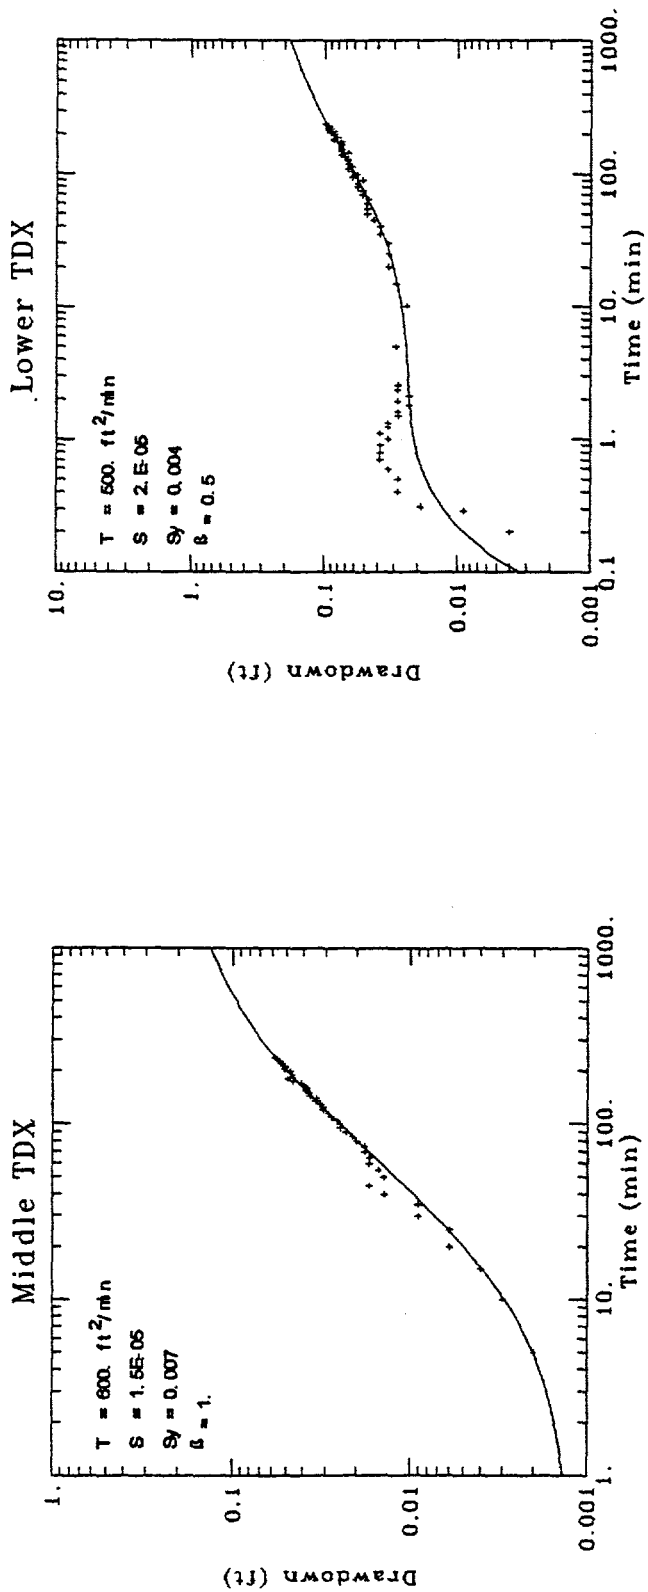 Middle TDX
T = 600. ft²/min
S = 1.5E-05
Sy = 0.007
ß = 1.
1.
0.1
0.01
0.001
Drawdown (ft)
1.
10.
100.
1000.
Time (min)
Lower TDX
T = 500. ft²/min
S = 2.E-05
Sy = 0.004
ß = 0.5
10.
1.
0.1
0.01
0.001
Drawdown (ft)
0.1
1.
10.
100.
1000.
Time (min)